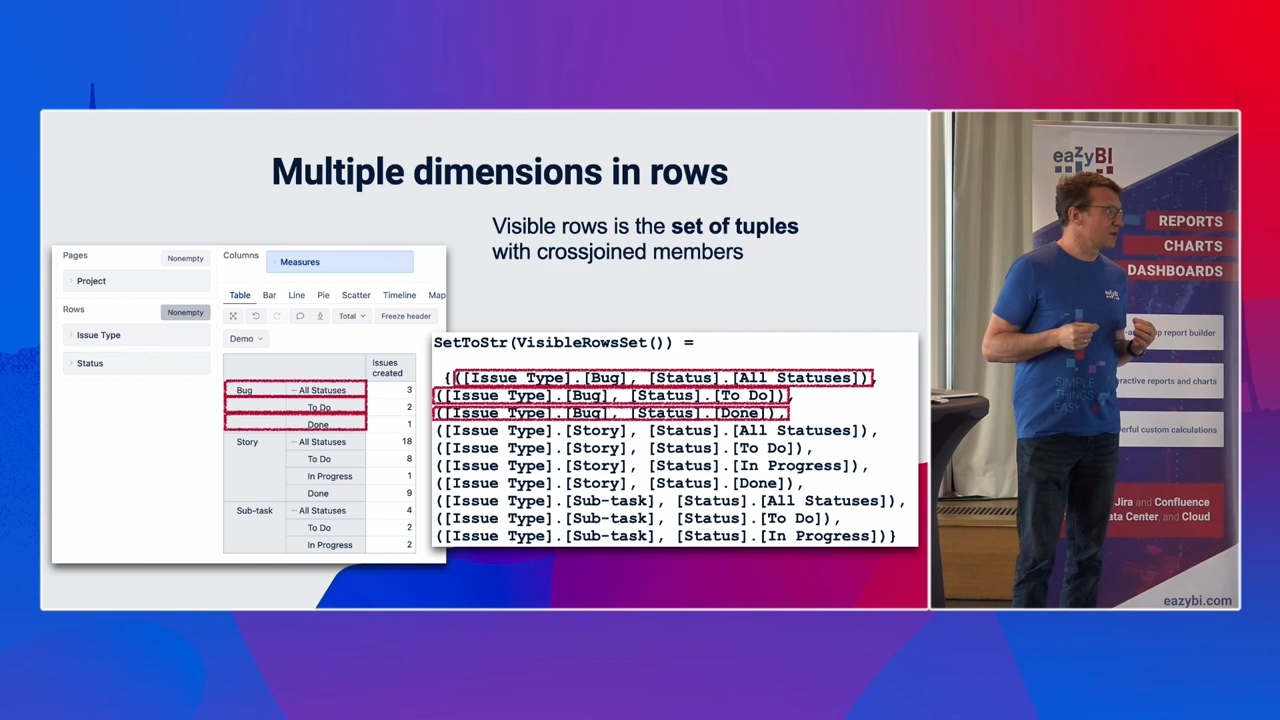 Multiple dimensions in rows
Visible rows is the set of tuples
with crossjoined members
Pages
Nonempty
Project
Rows
Nonempty
Issue Type
Status
Columns
Measures
Table Bar Line Pie Scatter Timeline Map
Total
Freeze header
Demo
Issues
created
Bug All Statuses 3
To Do 2
Done 1
Story All Statuses 18
To Do 8
In Progress 1
Done 9
Sub-task All Statuses 4
To Do 2
In Progress 2
SetToStr(VisibleRowsSet()) =
{([Issue Type].[Bug], [Status].[All Statuses]),
([Issue Type].[Bug], [Status].[To Do]),
([Issue Type].[Bug], [Status].[Done]),
([Issue Type].[Story], [Status].[All Statuses]),
([Issue Type].[Story], [Status].[To Do]),
([Issue Type].[Story], [Status].[In Progress]),
([Issue Type].[Story], [Status].[Done]),
([Issue Type].[Sub-task], [Status].[All Statuses]),
([Issue Type].[Sub-task], [Status].[To Do]),
([Issue Type].[Sub-task], [Status].[In Progress])}
eazyBI
REPORTS
CHARTS
DASHBOARDS
eazyBI
report builder
reports and charts
custom calculations
SIMPLE
THINGS
EASY
Jira and Confluence
Center, and Cloud
eazybi.com